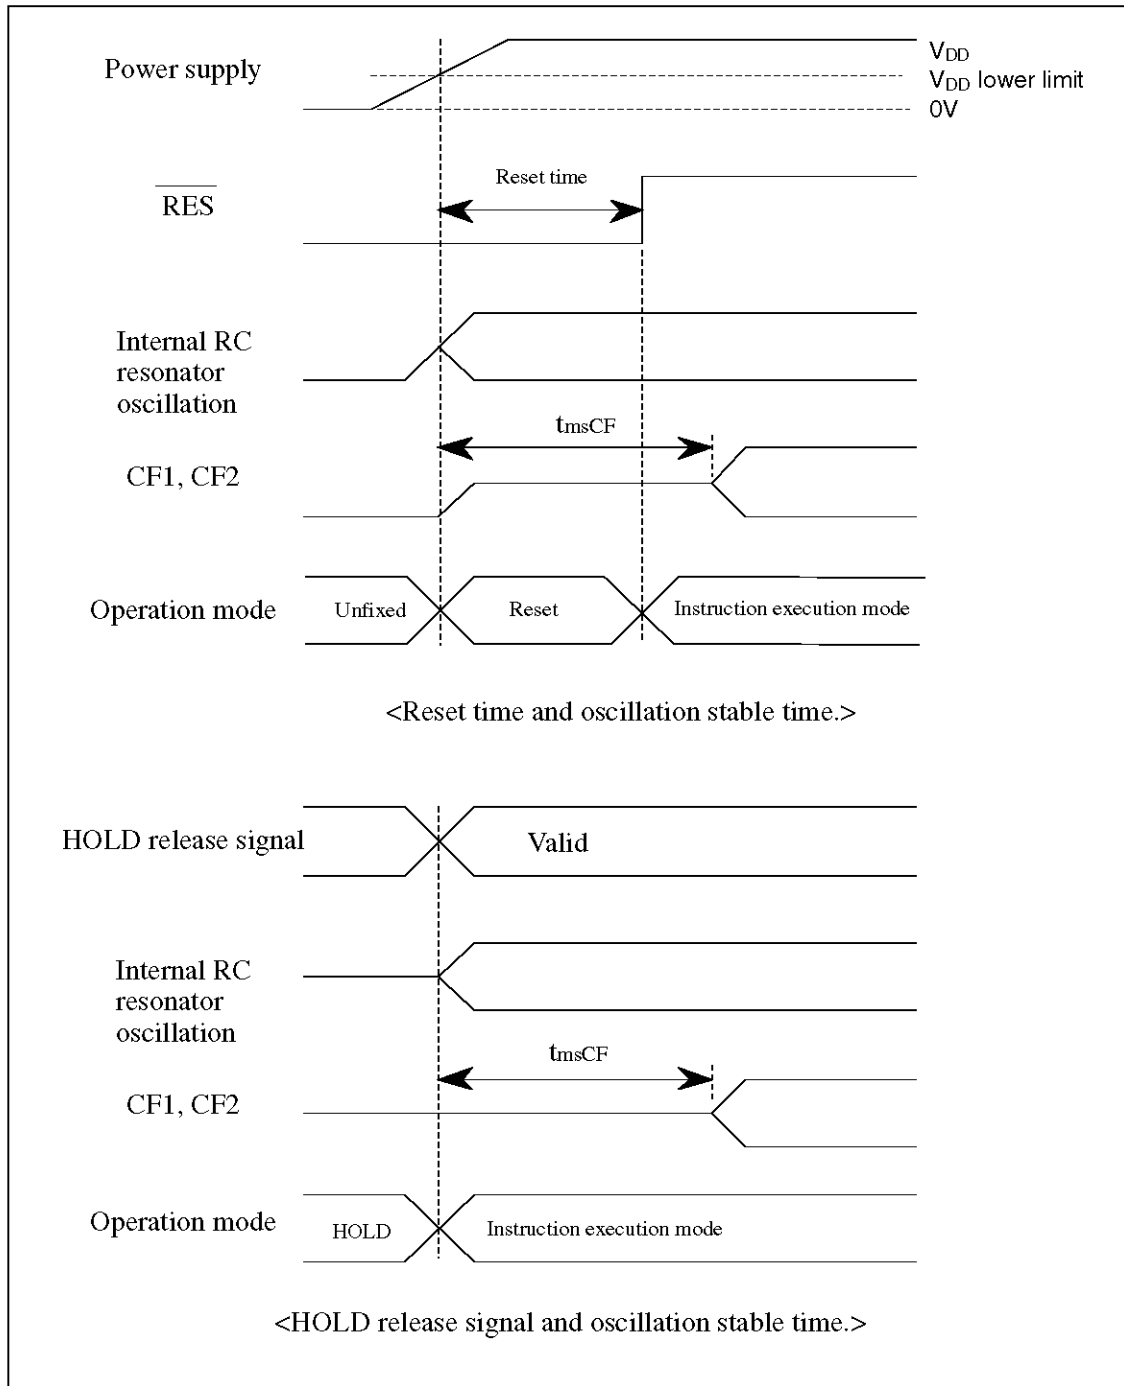 Power supply
VDD
VDD lower limit
0V
RES
Reset time
Internal RC
resonator
oscillation
tmsCF
CF1, CF2
Operation mode
Unfixed
Reset
Instruction execution mode
<Reset time and oscillation stable time.>
HOLD release signal
Valid
Internal RC
resonator
oscillation
tmsCF
CF1, CF2
Operation mode
HOLD
Instruction execution mode
<HOLD release signal and oscillation stable time.>